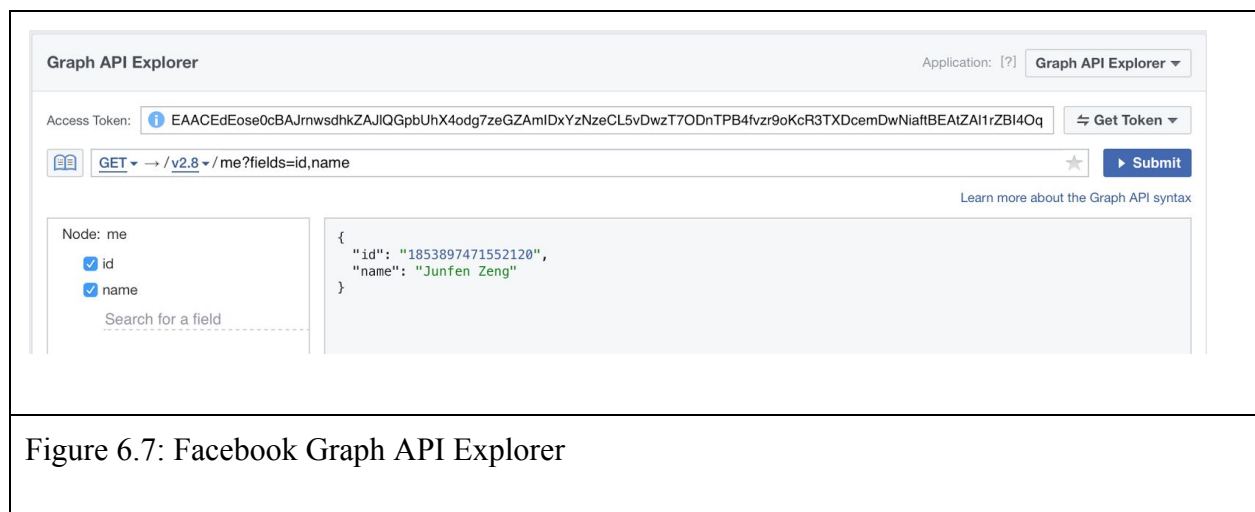 Graph API Explorer Application: [?] Graph API Explorer
Access Token: EAACEdEose0cBAJrnwsdhkZAJlQGpbUhX4odg7zeGZAmIDxYzNzeCL5vDwzT7ODnTPB4fvzr9oKcR3TXDcemDwNiaftBEAtZAl1rZBI4Oq Get Token
GET → / v2.8 / me?fields=id,name Submit
Learn more about the Graph API syntax
Node: me
id
name
Search for a field
{
"id": "1853897471552120",
"name": "Junfen Zeng"
}
Figure 6.7: Facebook Graph API Explorer